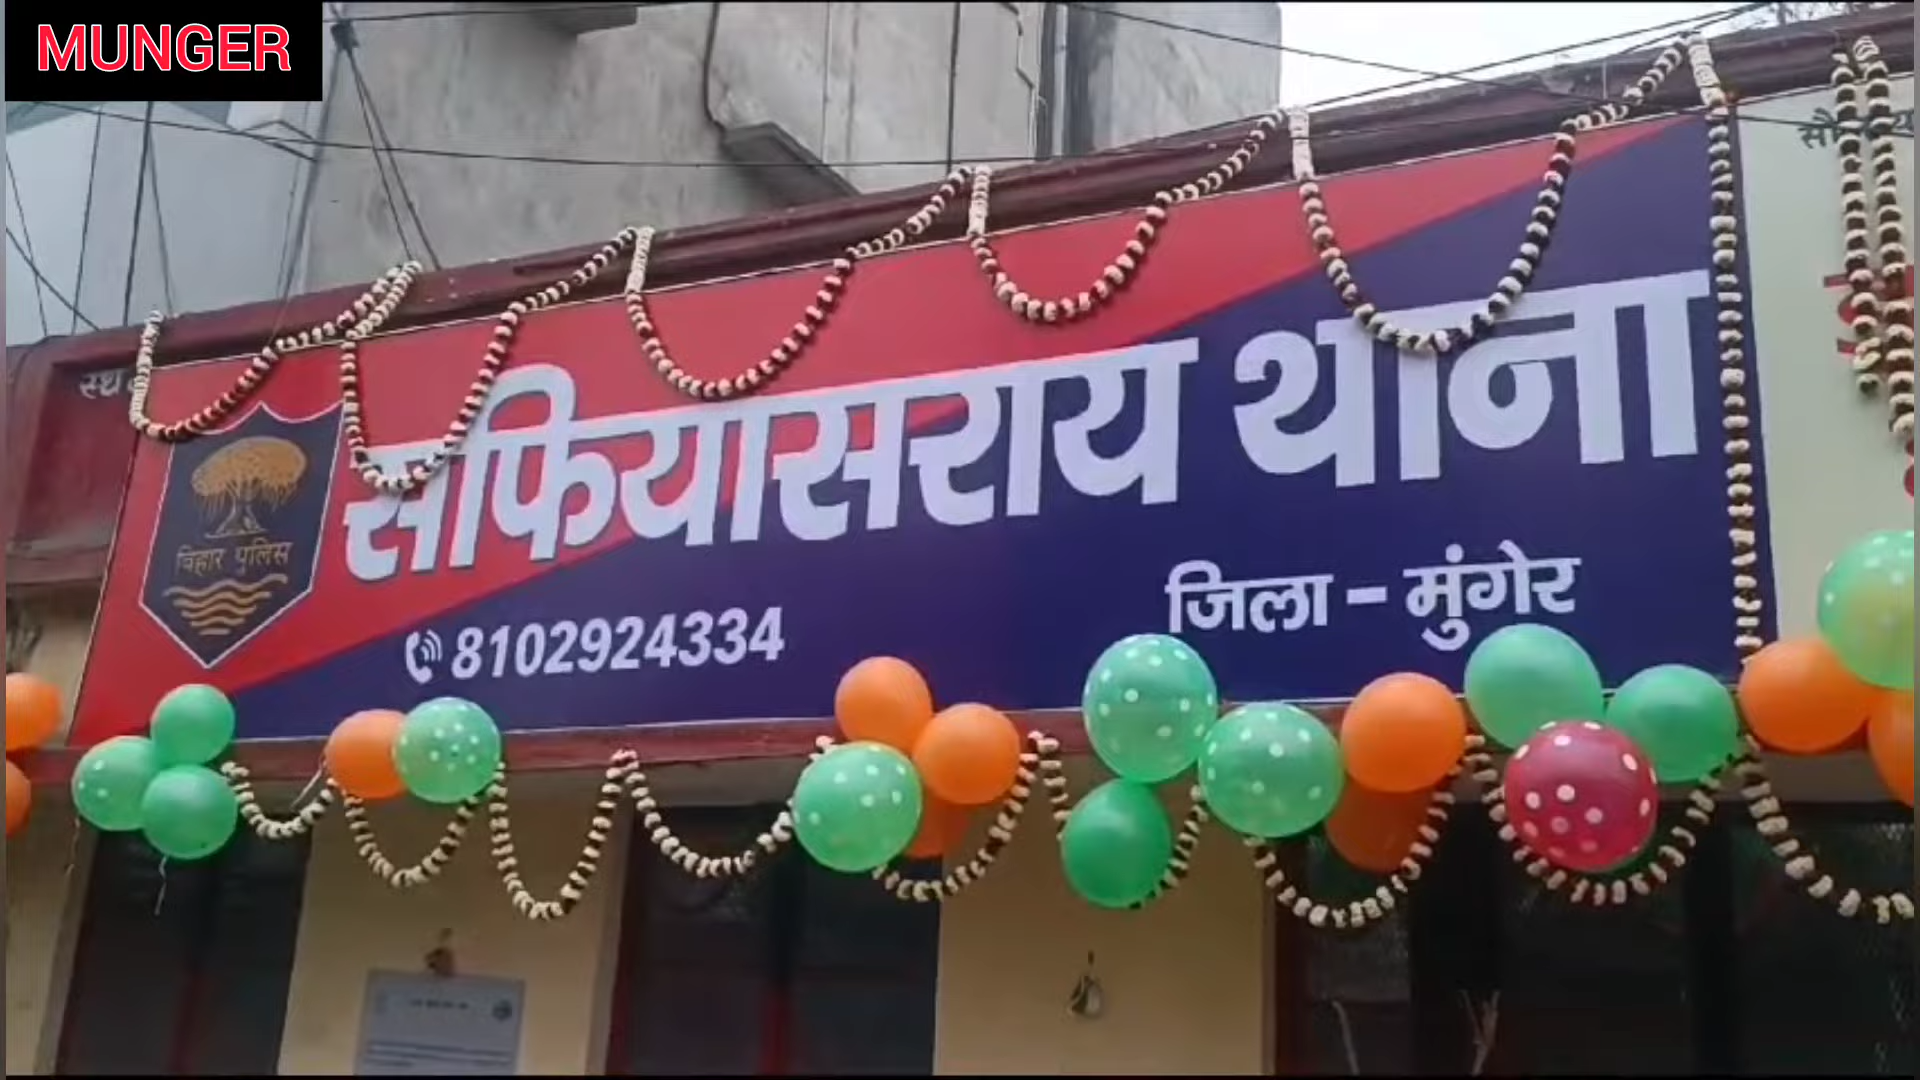 MUNGER
सफियासराय थाना
बिहार पुलिस
8102924334
जिला - मुंगेर